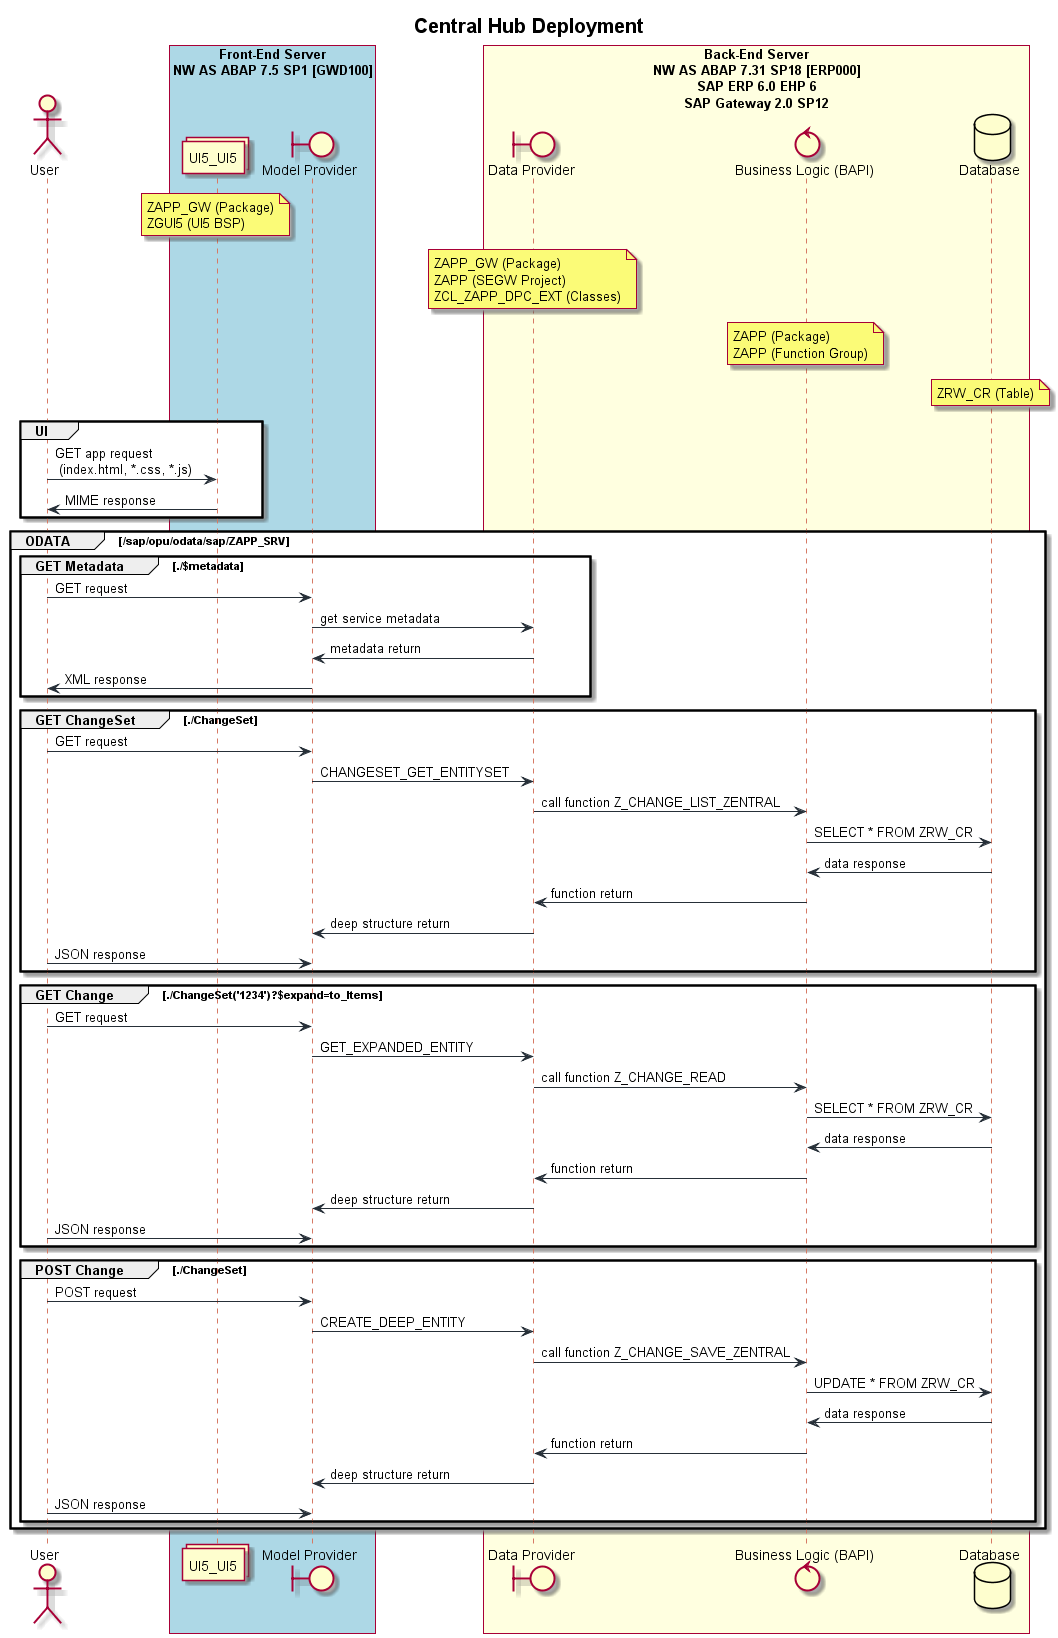 Central Hub Deployment
Front-End Server
NW AS ABAP 7.5 SP1 [GWD100]
Back-End Server
NW AS ABAP 7.31 SP18 [ERP000]
SAP ERP 6.0 EHP 6
SAP Gateway 2.0 SP12
User
UI5_UI5
Model Provider
Data Provider
Business Logic (BAPI)
Database
ZAPP_GW (Package)
ZGUI5 (UI5 BSP)
ZAPP_GW (Package)
ZAPP (SEGW Project)
ZCL_ZAPP_DPC_EXT (Classes)
ZAPP (Package)
ZAPP (Function Group)
ZRW_CR (Table)
UI
GET app request
(index.html, *.css, *.js)
MIME response
ODATA [/sap/opu/odata/sap/ZAPP_SRV]
GET Metadata [./$metadata]
GET request
get service metadata
metadata return
XML response
GET ChangeSet [./ChangeSet]
GET request
CHANGESET_GET_ENTITYSET
call function Z_CHANGE_LIST_ZENTRAL
SELECT * FROM ZRW_CR
data response
function return
deep structure return
JSON response
GET Change [./ChangeSet('1234')?$expand=to_Items]
GET request
GET_EXPANDED_ENTITY
call function Z_CHANGE_READ
SELECT * FROM ZRW_CR
data response
function return
deep structure return
JSON response
POST Change [./ChangeSet]
POST request
CREATE_DEEP_ENTITY
call function Z_CHANGE_SAVE_ZENTRAL
UPDATE * FROM ZRW_CR
data response
function return
deep structure return
JSON response
User
UI5_UI5
Model Provider
Data Provider
Business Logic (BAPI)
Database